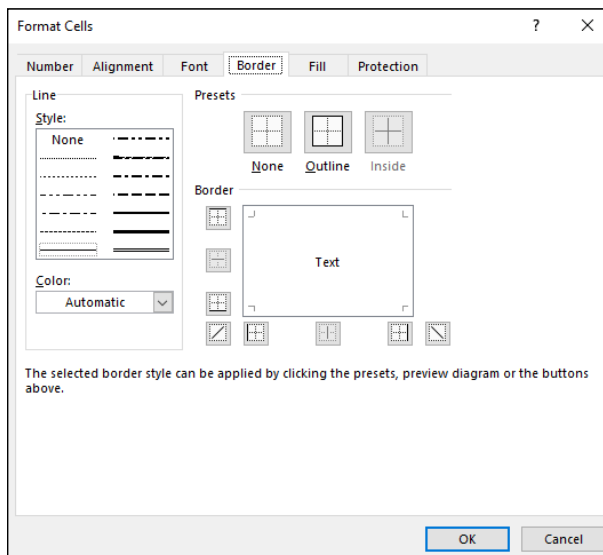 Format Cells
?
Number Alignment Font Border Fill Protection
Line
Style:
None
Color:
Automatic
Presets
None Outline Inside
Border
Text
The selected border style can be applied by clicking the presets, preview diagram or the buttons
above.
OK Cancel